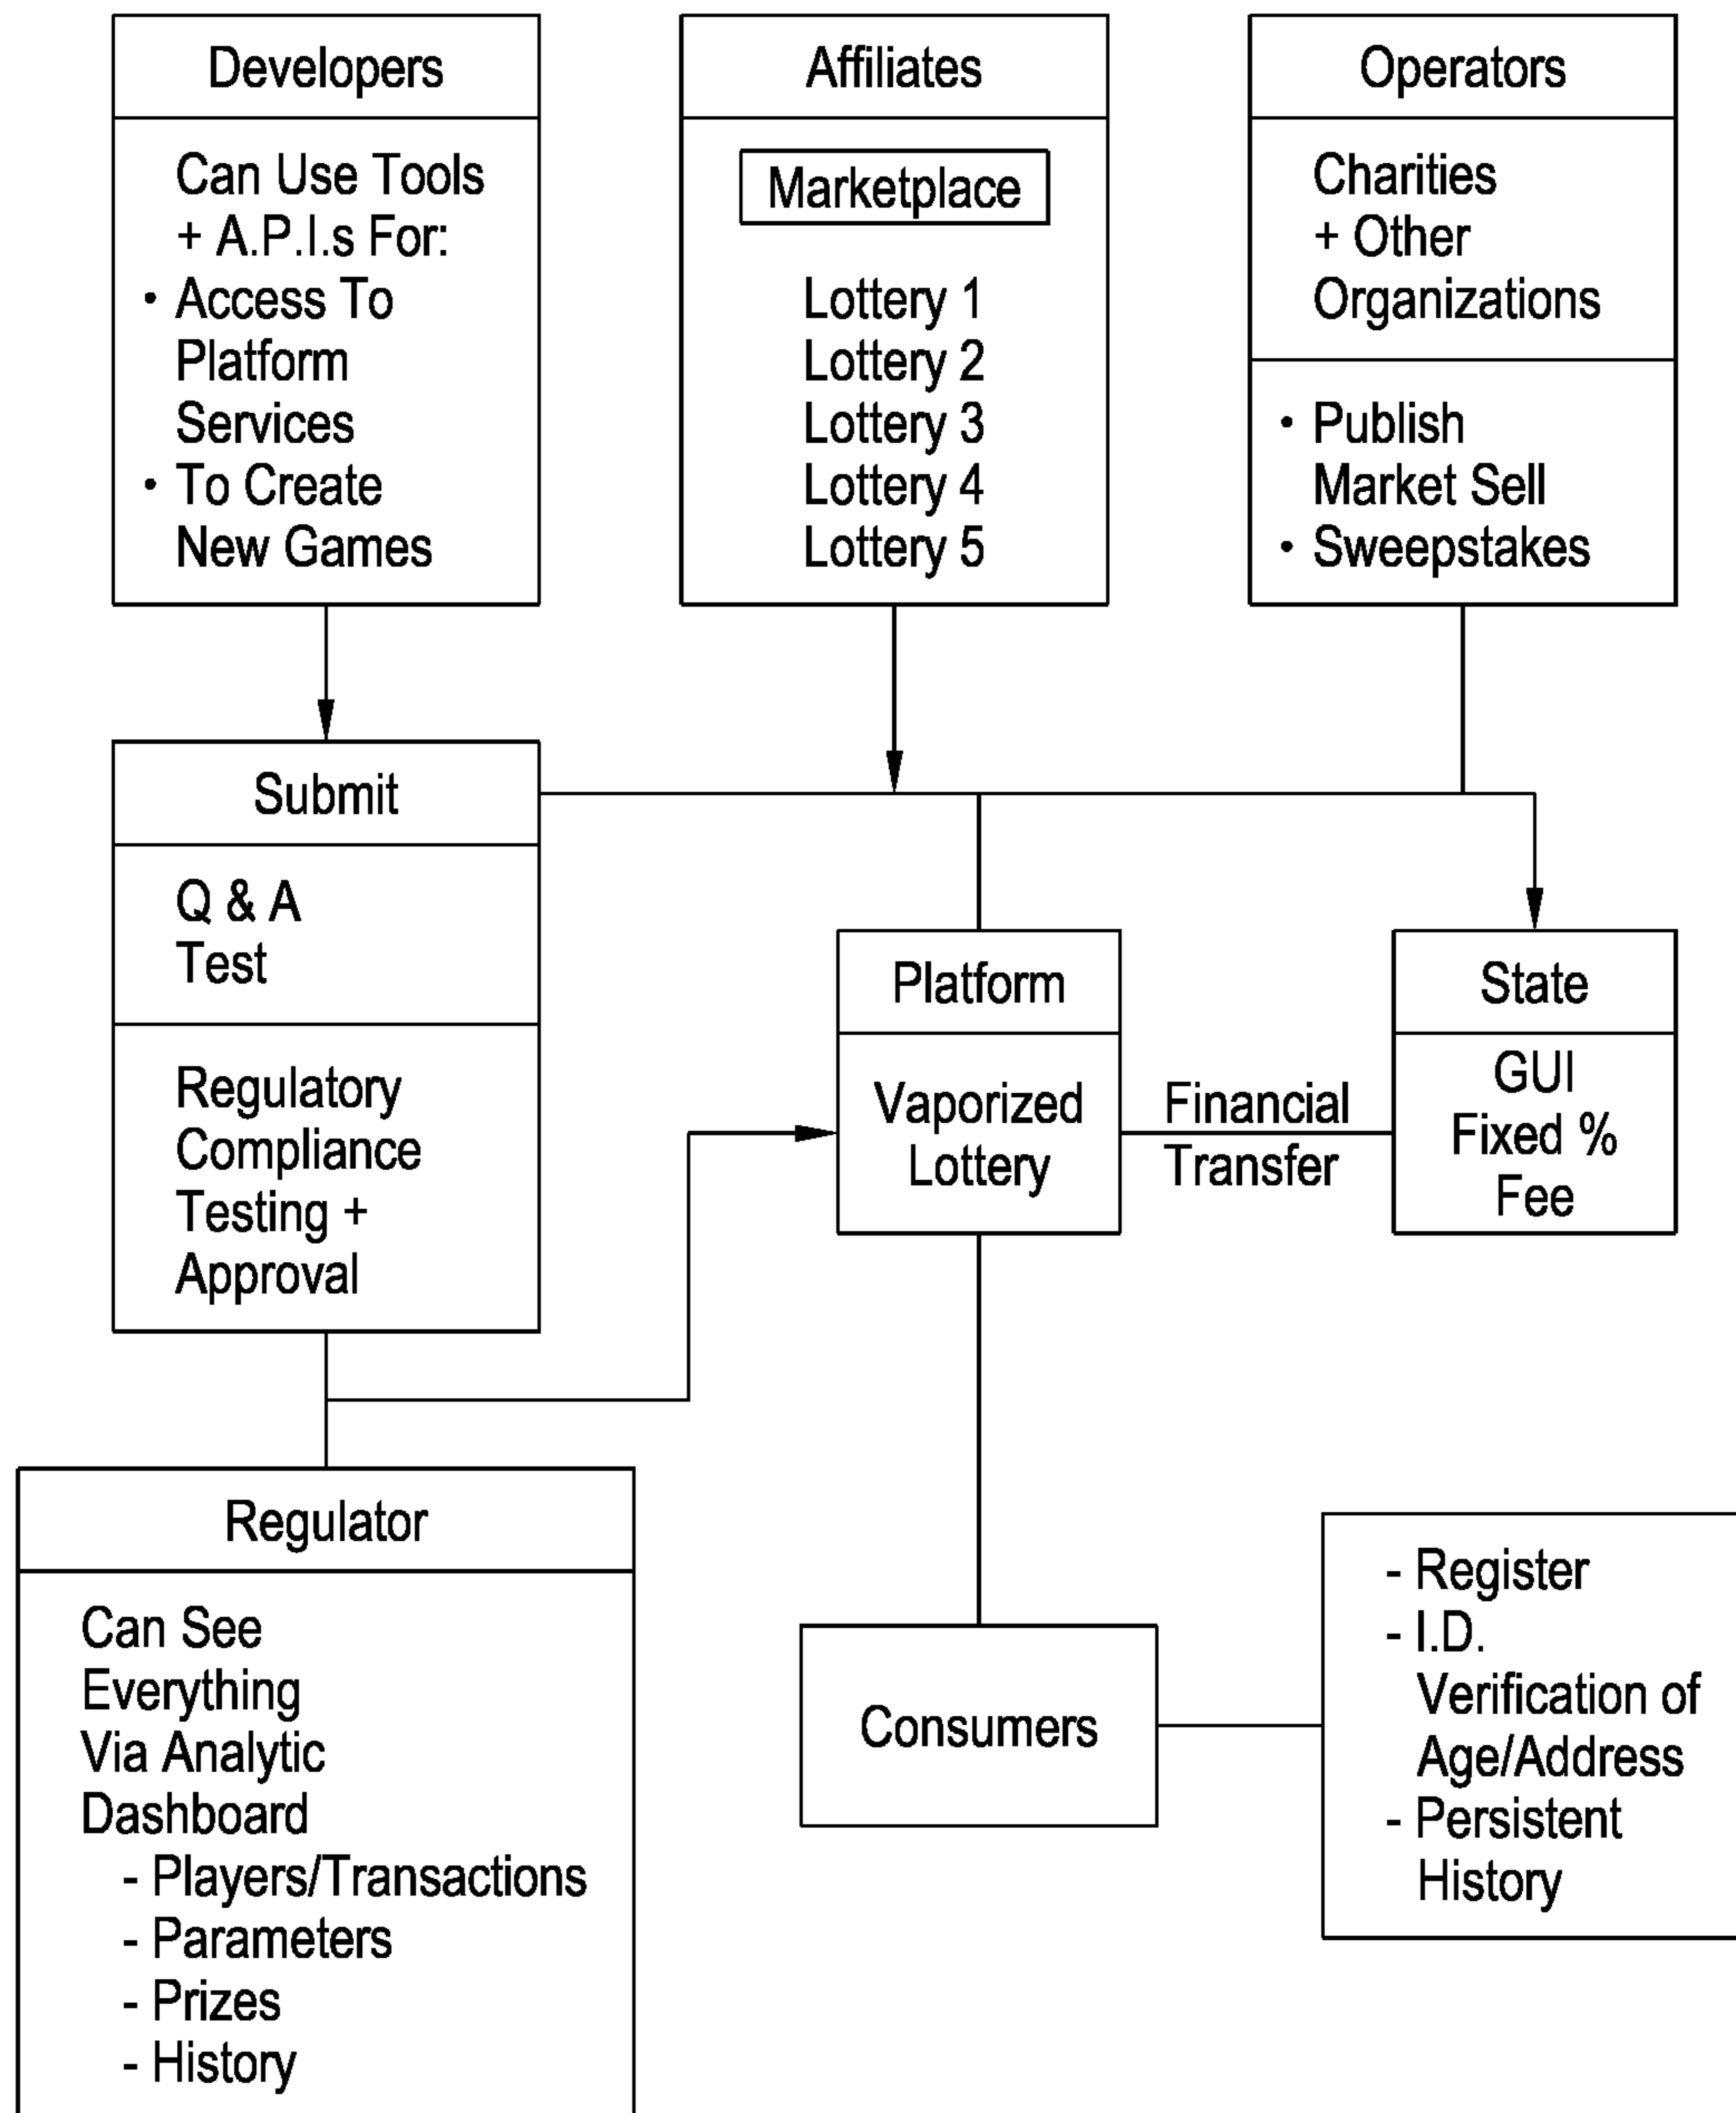 Developers
Can Use Tools
+ A.P.I.s For:
• Access To
Platform
Services
• To Create
New Games
Affiliates
Marketplace
Lottery 1
Lottery 2
Lottery 3
Lottery 4
Lottery 5
Operators
Charities
+ Other
Organizations
• Publish
Market Sell
• Sweepstakes
Submit
Q & A
Test
Regulatory
Compliance
Testing +
Approval
Platform
Vaporized
Lottery
Financial
Transfer
State
GUI
Fixed %
Fee
Regulator
Can See
Everything
Via Analytic
Dashboard
- Players/Transactions
- Parameters
- Prizes
- History
Consumers
- Register
- I.D.
Verification of
Age/Address
- Persistent
History